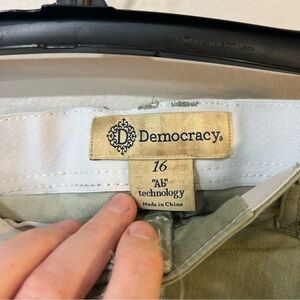 D Democracy®
16
"Ab"
technology
Made in China